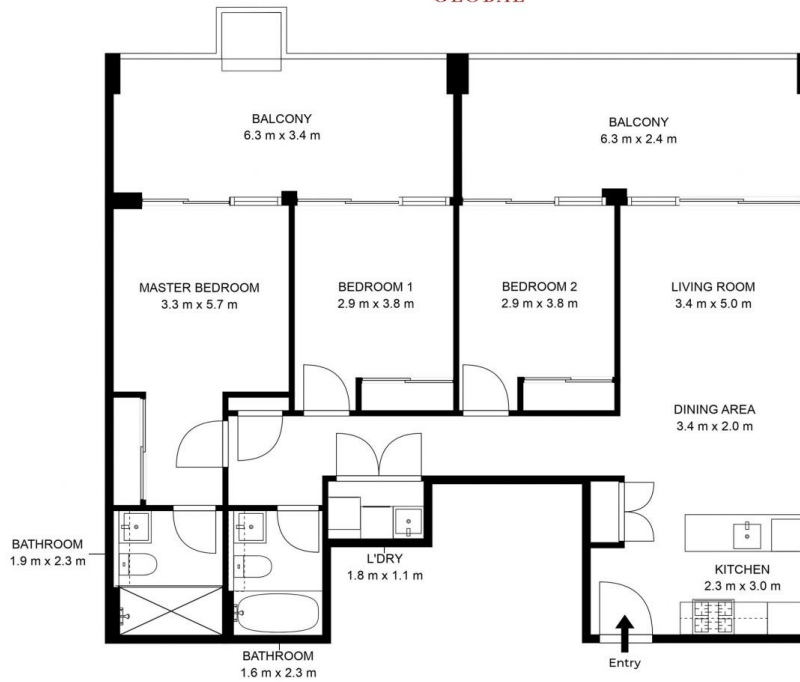 GLOBAL
BALCONY
6.3 m x 3.4 m
BALCONY
6.3 m x 2.4 m
MASTER BEDROOM
3.3 m x 5.7 m
BEDROOM 1
2.9 m x 3.8 m
BEDROOM 2
2.9 m x 3.8 m
LIVING ROOM
3.4 m x 5.0 m
DINING AREA
3.4 m x 2.0 m
BATHROOM
1.9 m x 2.3 m
L'DRY
1.8 m x 1.1 m
KITCHEN
2.3 m x 3.0 m
BATHROOM
1.6 m x 2.3 m
Entry